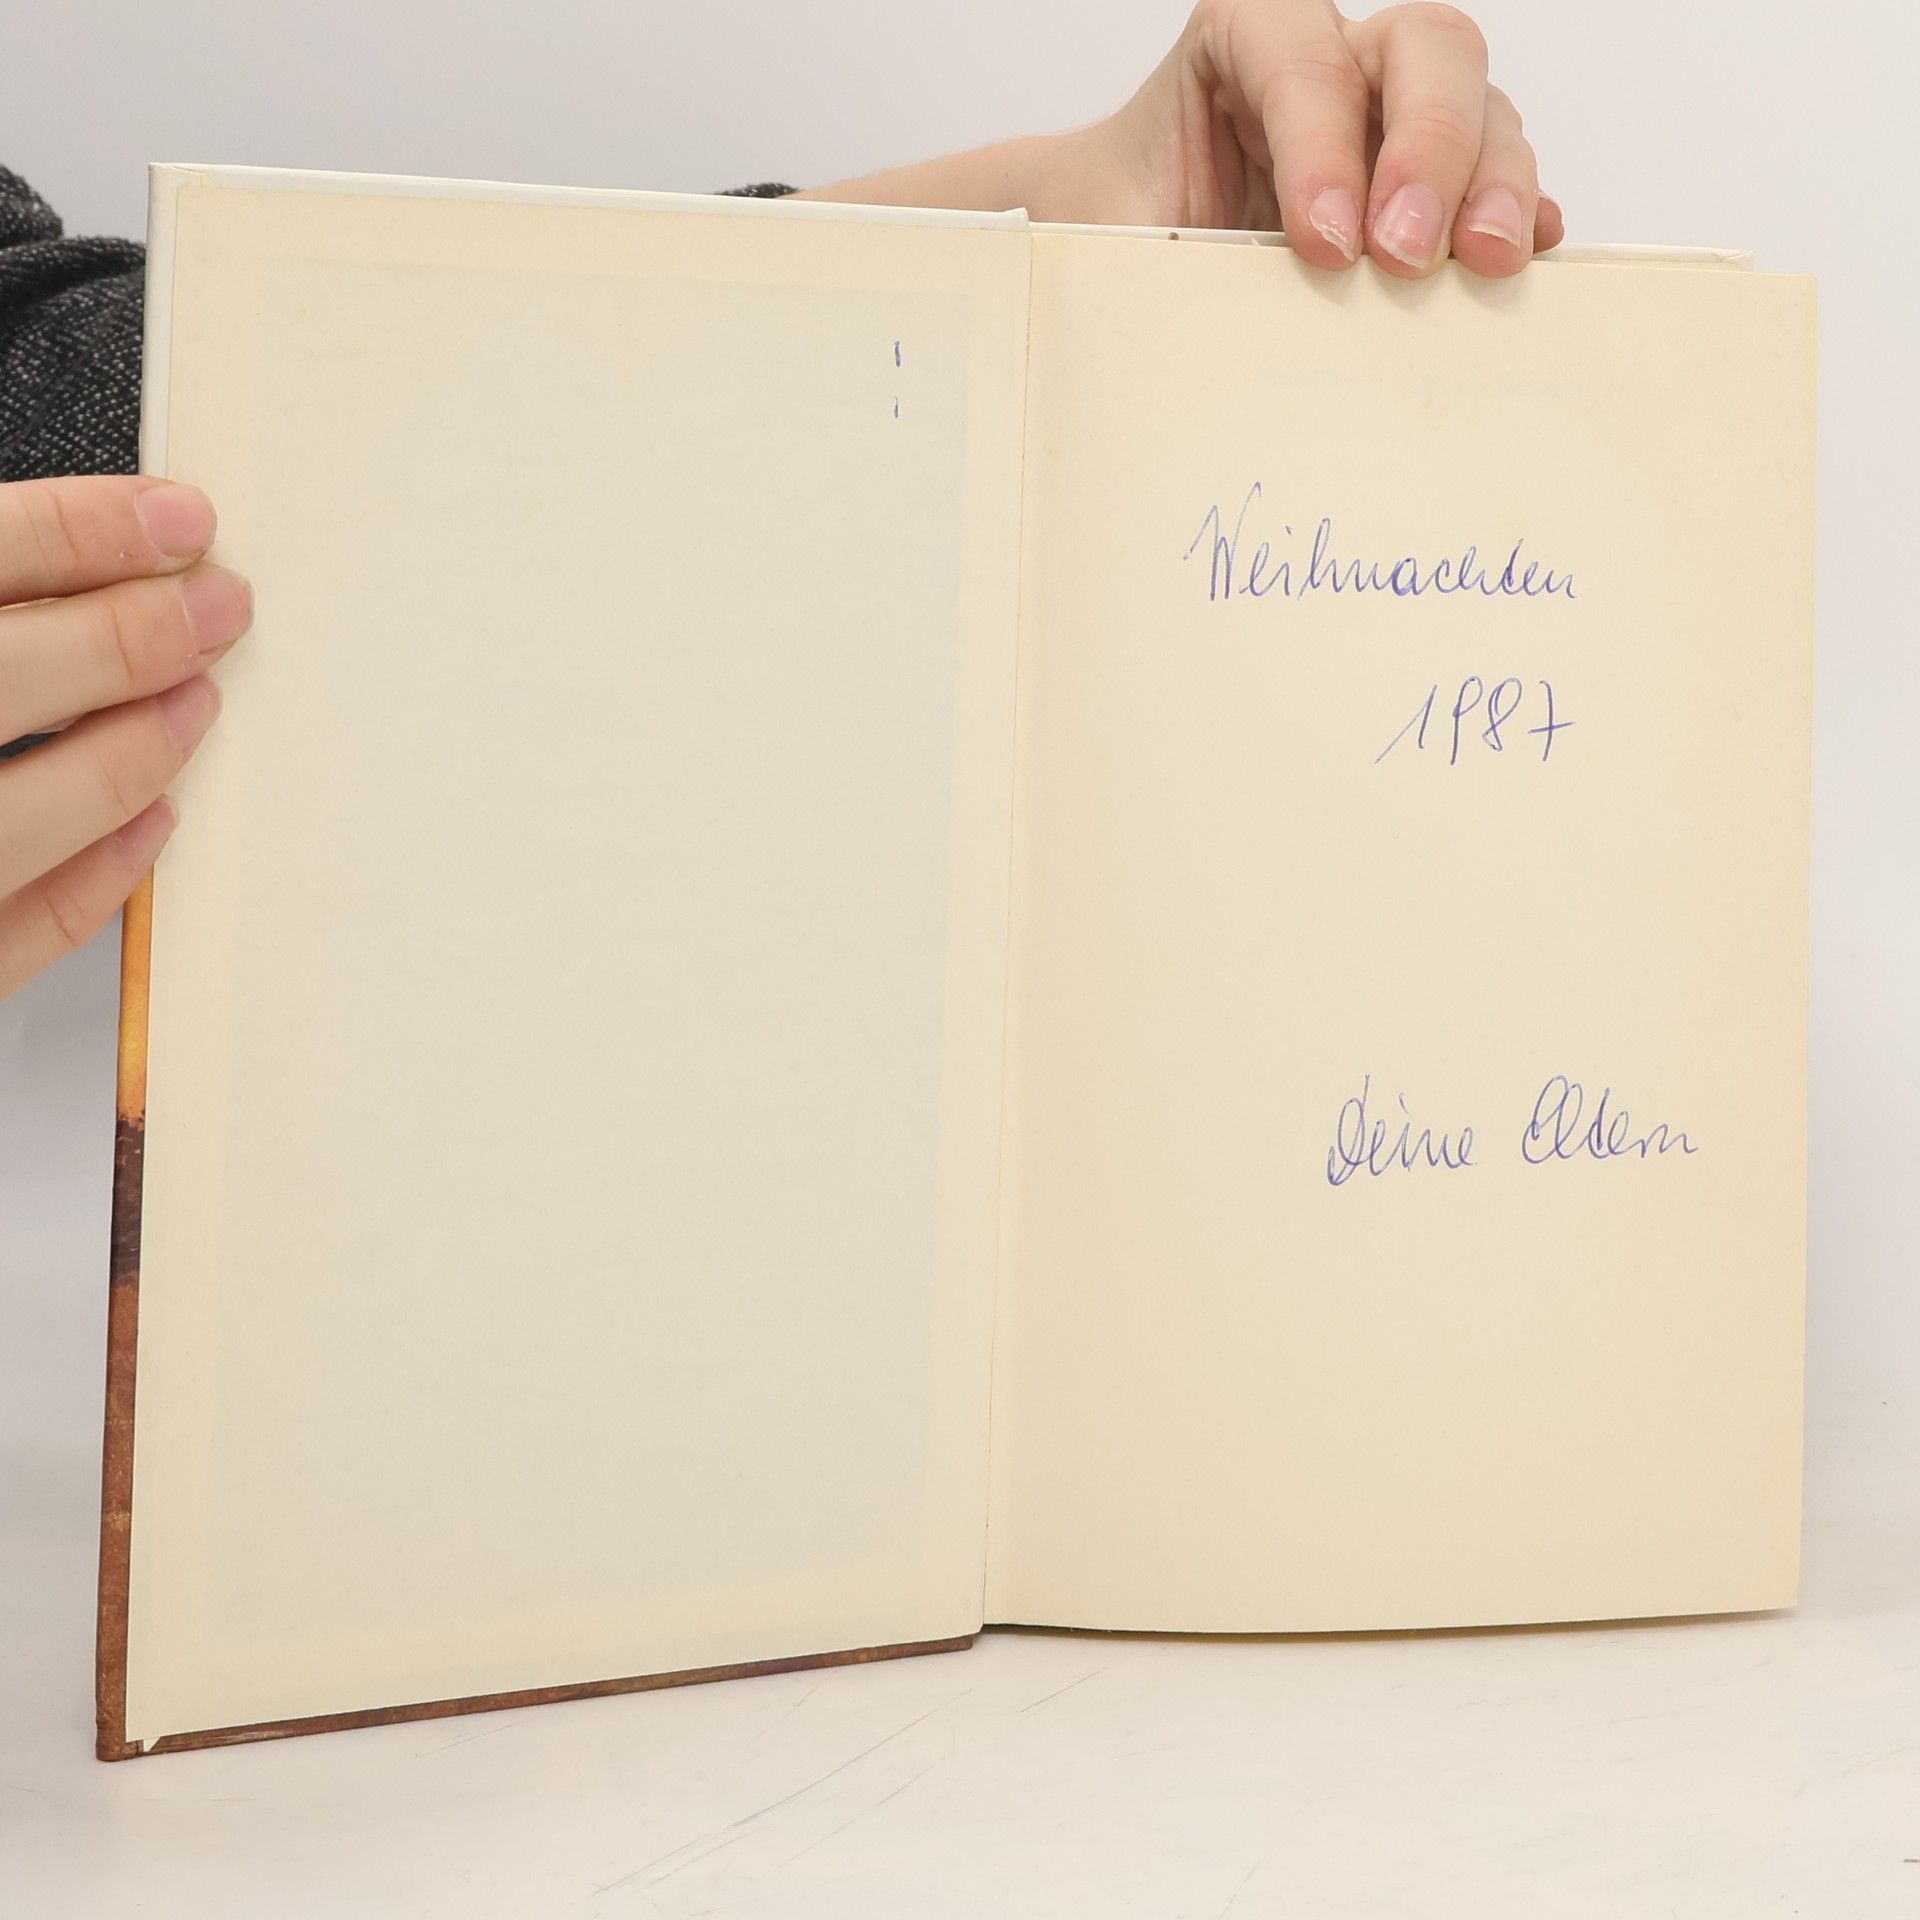 Weihnachten
1987
Deine Eltern